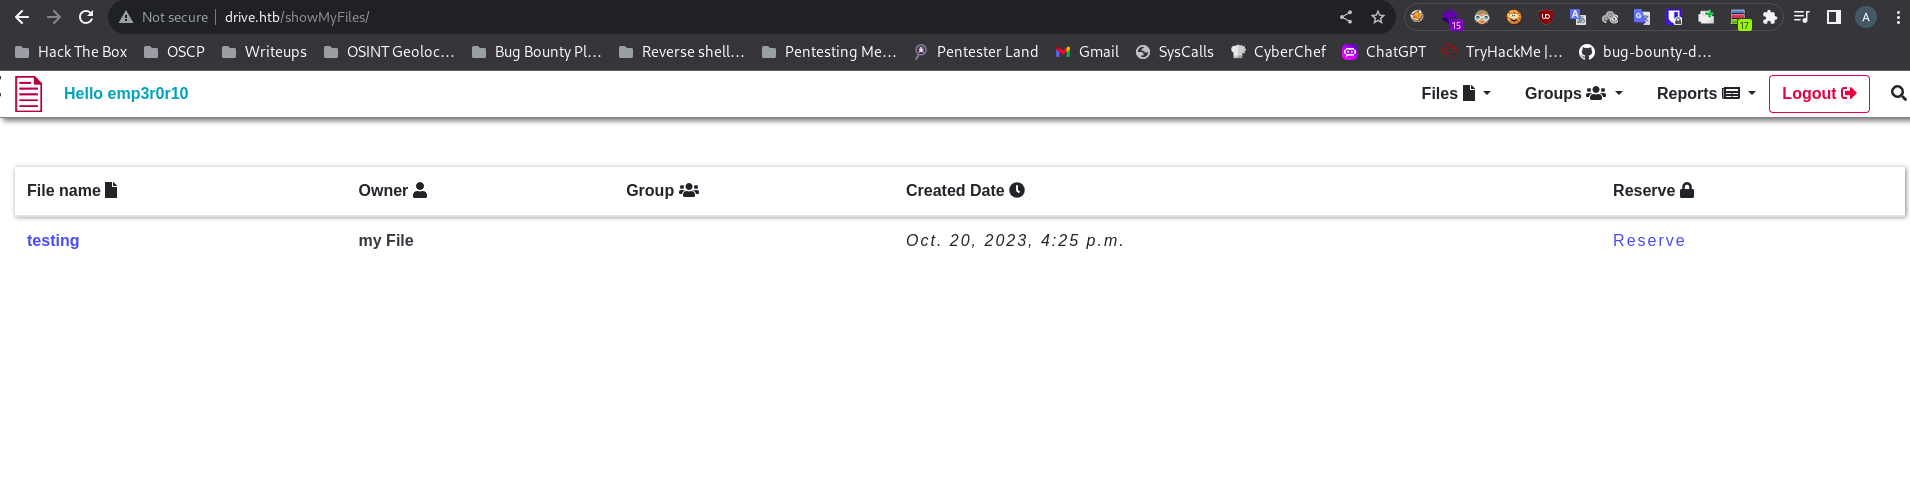 Not secure drive.htb/showMyFiles/ 15 UD A 17 A
Hack The Box OSCP Writeups OSINT Geoloc... Bug Bounty Pl... Reverse shell... Pentesting Me... Pentester Land Gmail SysCalls CyberChef ChatGPT TryHackMe |... bug-bounty-d...
Hello emp3r0r10 Files Groups Reports Logout
File name Owner Group Created Date Reserve
testing my File Oct. 20, 2023, 4:25 p.m. Reserve